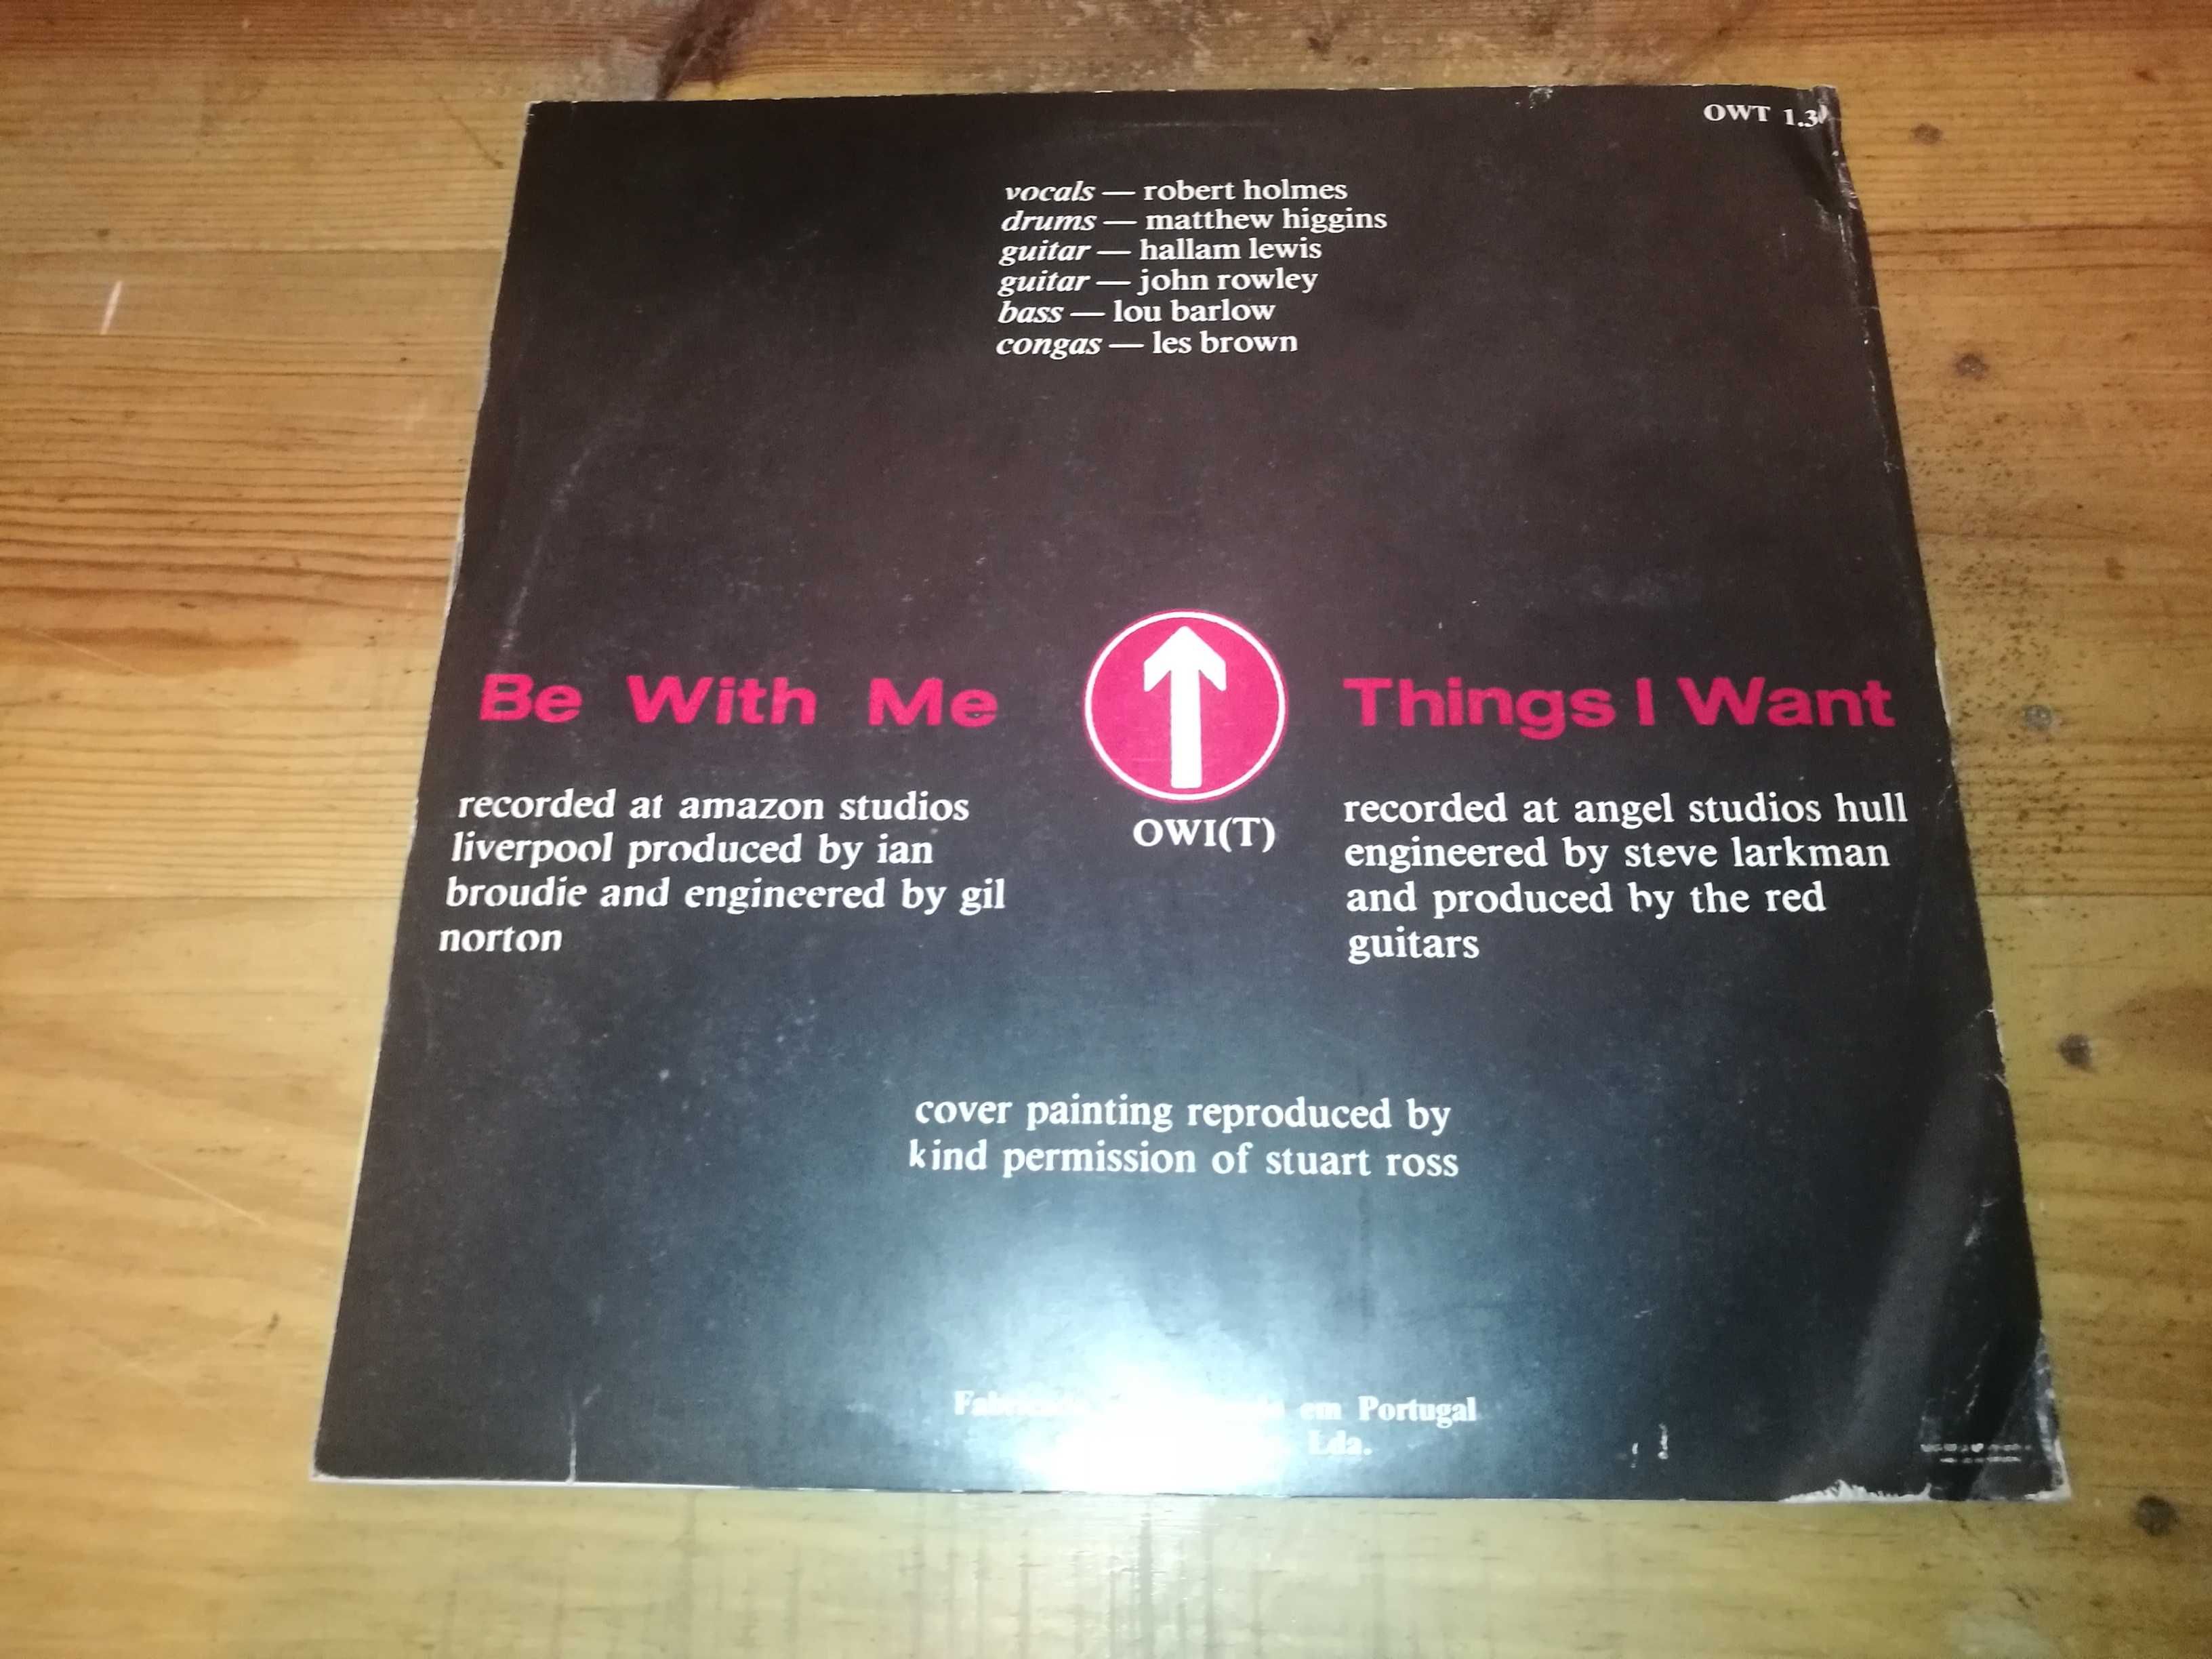 OWT 1.3
vocals — robert holmes
drums — matthew higgins
guitar — hallam lewis
guitar — john rowley
bass — lou barlow
congas — les brown
Be With Me
recorded at amazon studios
liverpool produced by ian
broudie and engineered by gil
norton
OWI(T)
Things I Want
recorded at angel studios hull
engineered by steve larkman
and produced by the red
guitars
cover painting reproduced by
kind permission of stuart ross
em Portugal
Lda.